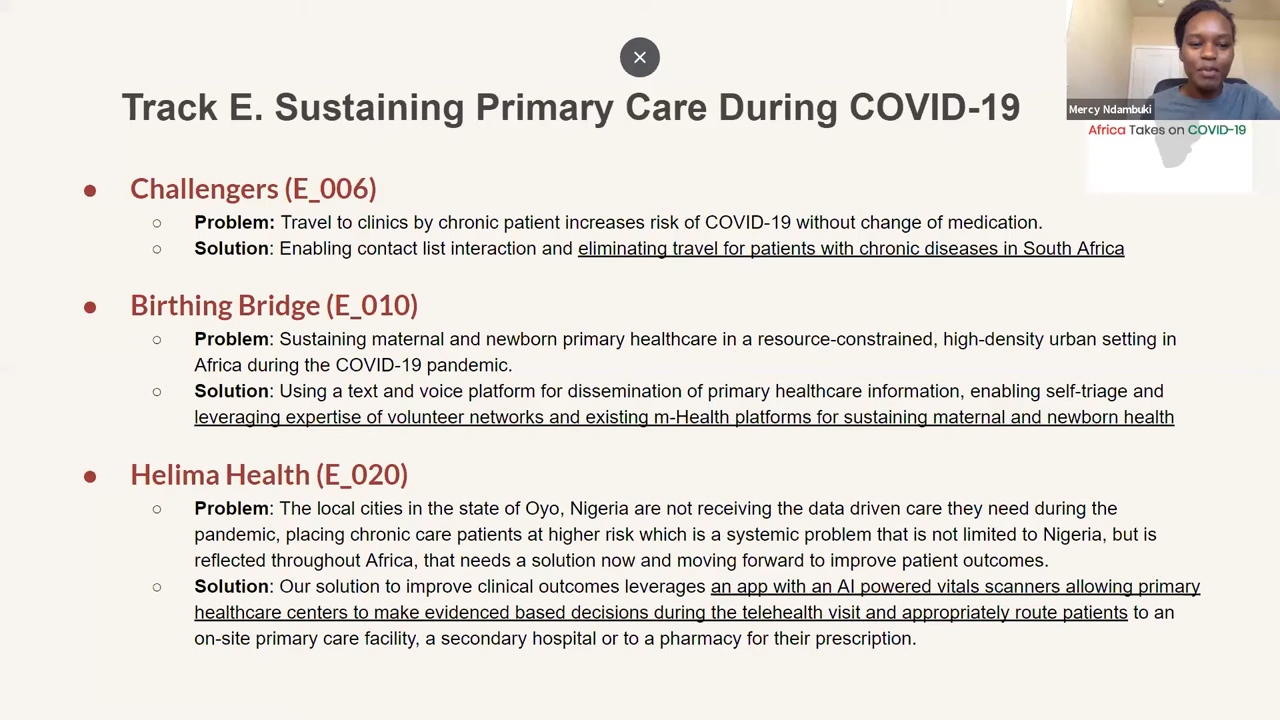 Track E. Sustaining Primary Care During COVID-19
Mercy Ndambuki
Africa Takes on COVID-19
Challengers (E_006)
Problem: Travel to clinics by chronic patient increases risk of COVID-19 without change of medication.
Solution: Enabling contact list interaction and eliminating travel for patients with chronic diseases in South Africa
Birthing Bridge (E_010)
Problem: Sustaining maternal and newborn primary healthcare in a resource-constrained, high-density urban setting in
Africa during the COVID-19 pandemic.
Solution: Using a text and voice platform for dissemination of primary healthcare information, enabling self-triage and
leveraging expertise of volunteer networks and existing m-Health platforms for sustaining maternal and newborn health
Helima Health (E_020)
Problem: The local cities in the state of Oyo, Nigeria are not receiving the data driven care they need during the
pandemic, placing chronic care patients at higher risk which is a systemic problem that is not limited to Nigeria, but is
reflected throughout Africa, that needs a solution now and moving forward to improve patient outcomes.
Solution: Our solution to improve clinical outcomes leverages an app with an AI powered vitals scanners allowing primary
healthcare centers to make evidenced based decisions during the telehealth visit and appropriately route patients to an
on-site primary care facility, a secondary hospital or to a pharmacy for their prescription.